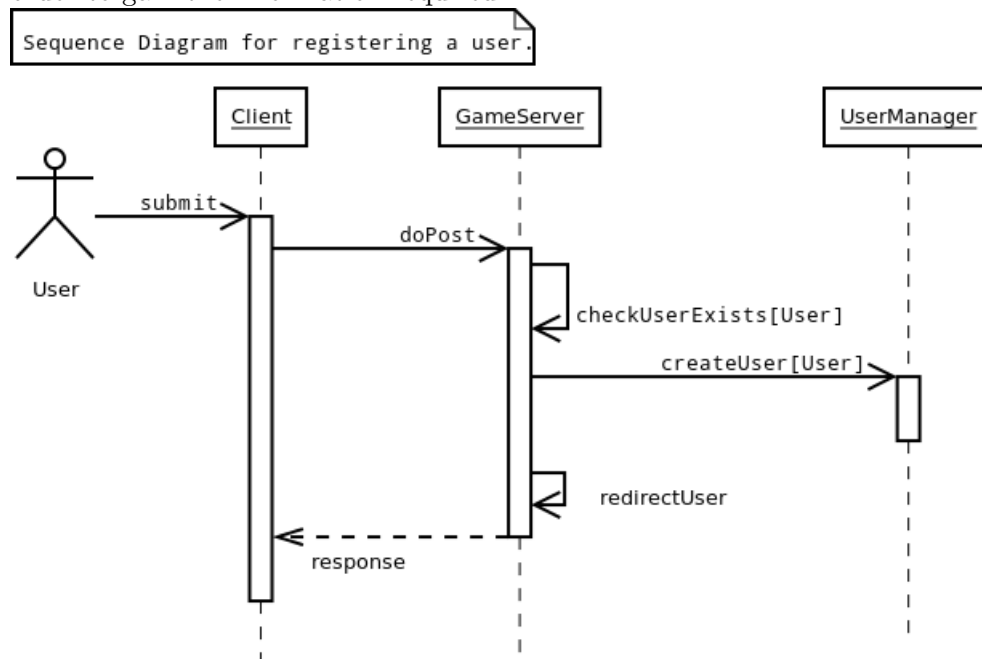 Sequence Diagram for registering a user.
Client
GameServer
UserManager
submit
doPost
User
checkUserExists[User]
createUser[User]
redirectUser
response